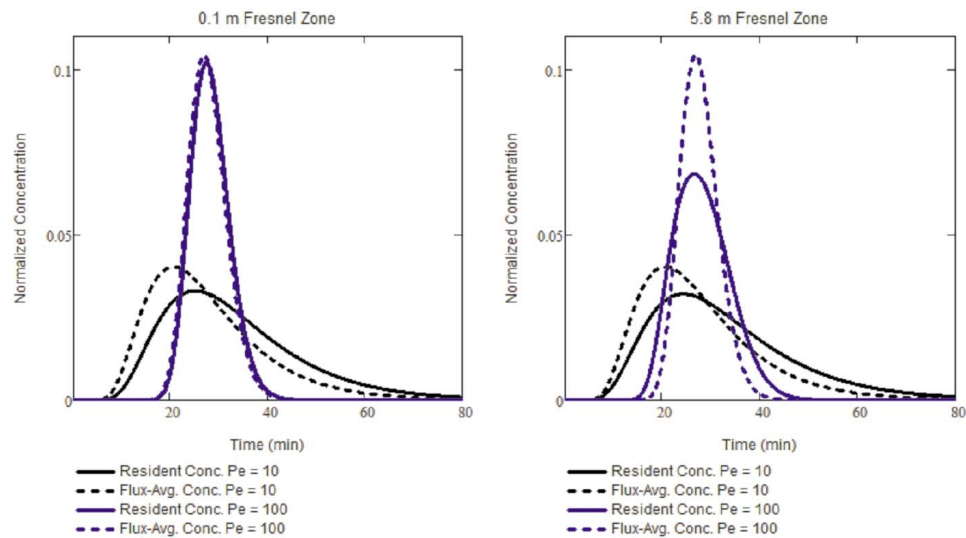 0.1 m Fresnel Zone
0.1
0.05
0
Normalized Concentration
20
40
60
80
Time (min)
Resident Conc. Pe = 10
Flux-Avg. Conc. Pe = 10
Resident Conc. Pe = 100
Flux-Avg. Conc. Pe = 100
5.8 m Fresnel Zone
0.1
0.05
0
Normalized Concentration
20
40
60
80
Time (min)
Resident Conc. Pe = 10
Flux-Avg. Conc. Pe = 10
Resident Conc. Pe = 100
Flux-Avg. Conc. Pe = 100